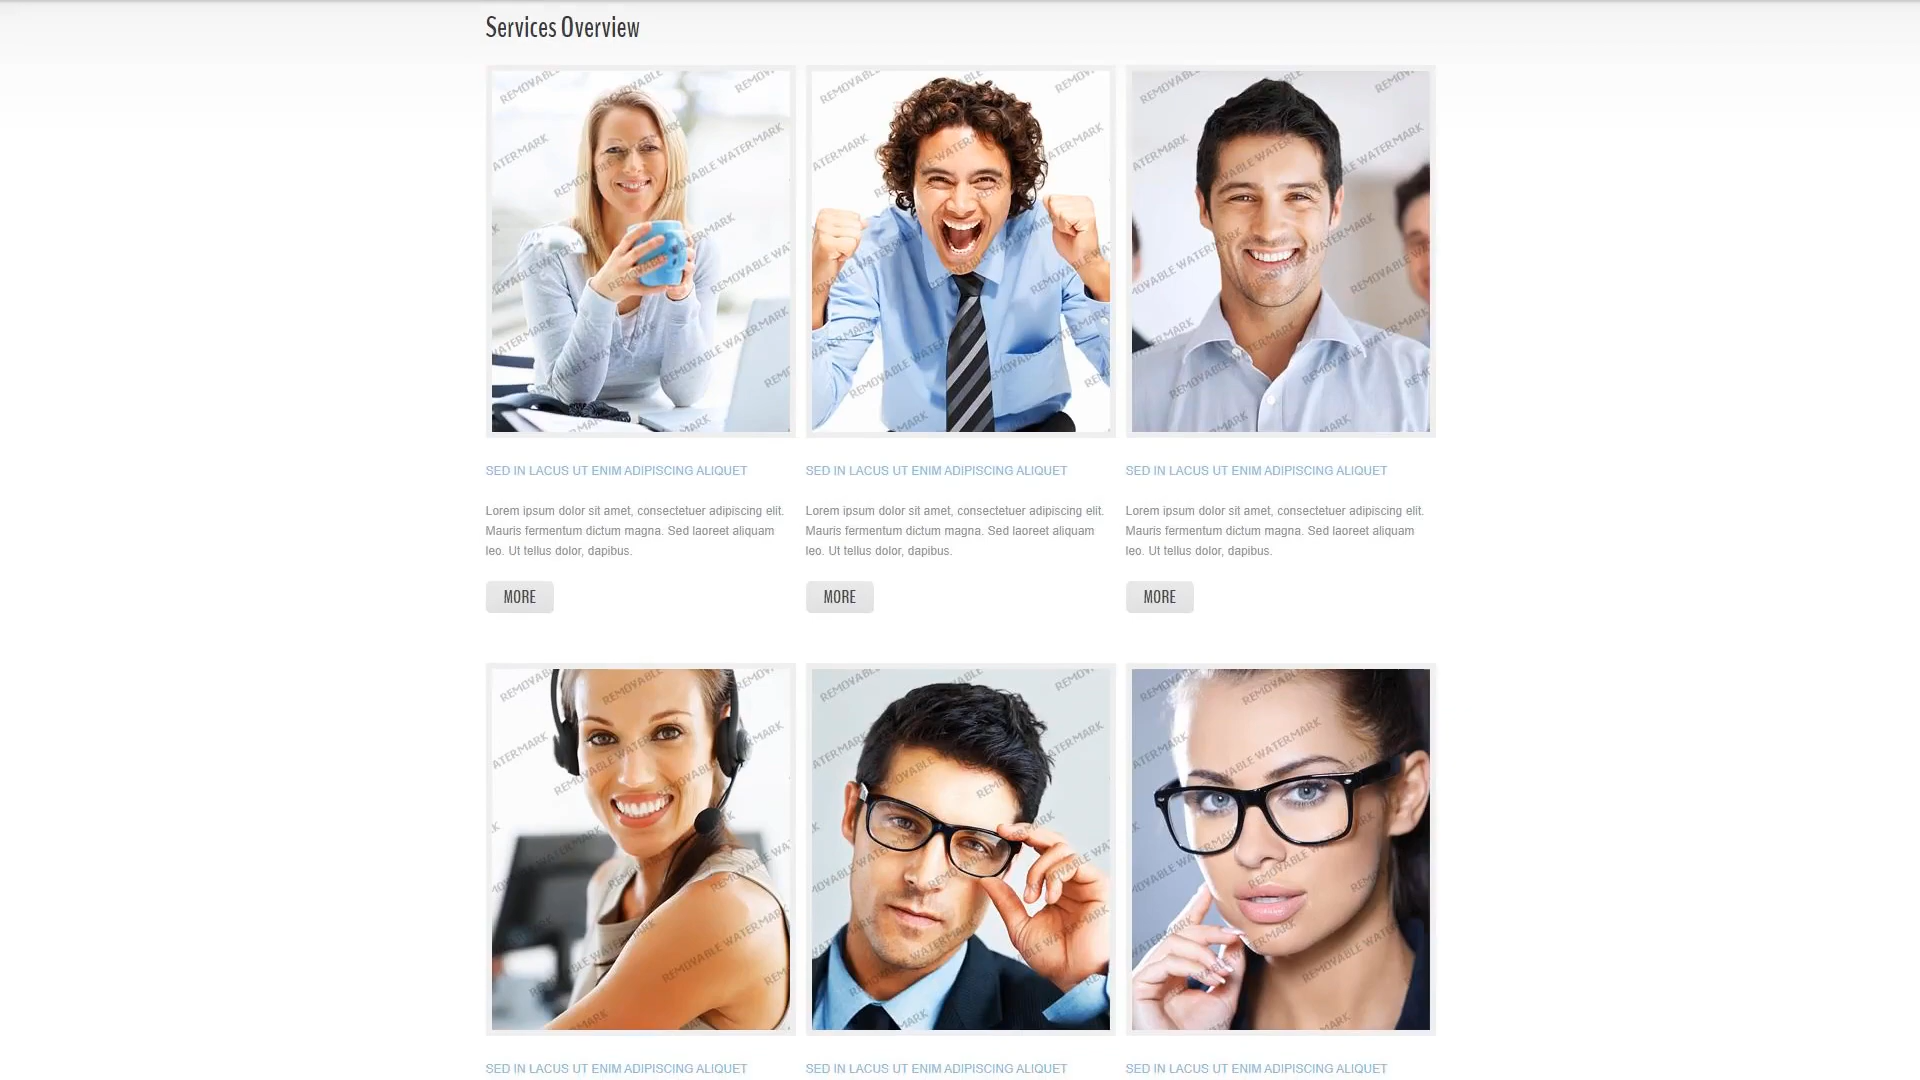 Services Overview
SED IN LACUS UT ENIM ADIPISCING ALIQUET
Lorem ipsum dolor sit amet, consectetuer adipiscing elit.
Mauris fermentum dictum magna. Sed laoreet aliquam
leo. Ut tellus dolor, dapibus.
MORE
SED IN LACUS UT ENIM ADIPISCING ALIQUET
Lorem ipsum dolor sit amet, consectetuer adipiscing elit.
Mauris fermentum dictum magna. Sed laoreet aliquam
leo. Ut tellus dolor, dapibus.
MORE
SED IN LACUS UT ENIM ADIPISCING ALIQUET
Lorem ipsum dolor sit amet, consectetuer adipiscing elit.
Mauris fermentum dictum magna. Sed laoreet aliquam
leo. Ut tellus dolor, dapibus.
MORE
REMOVABLE WATERMARK
SED IN LACUS UT ENIM ADIPISCING ALIQUET
SED IN LACUS UT ENIM ADIPISCING ALIQUET
SED IN LACUS UT ENIM ADIPISCING ALIQUET